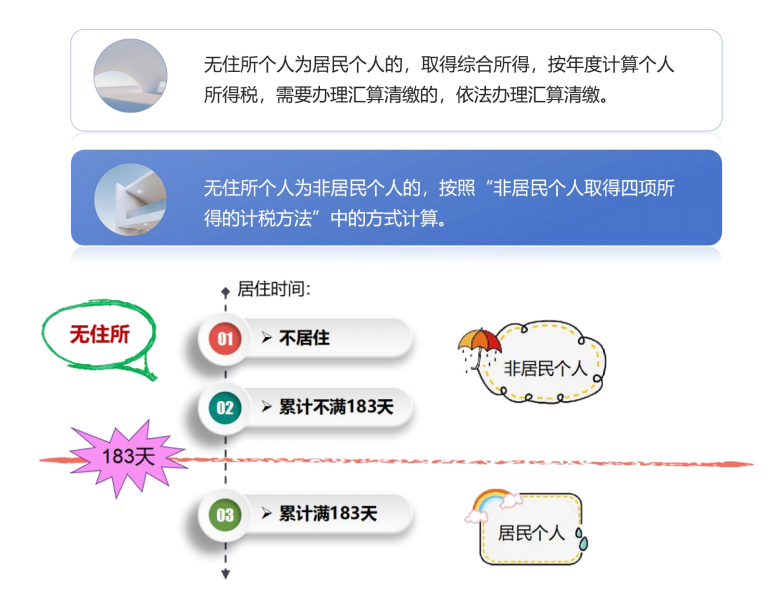 无住所个人为居民个人的，取得综合所得，按年度计算个人
所得税，需要办理汇算清缴的，依法办理汇算清缴。
无住所个人为非居民个人的，按照“非居民个人取得四项所
得的计税方法”中的方式计算。
居住时间：
无住所
01 ➢ 不居住
非居民个人
02 ➢ 累计不满183天
183天
03 ➢ 累计满183天
居民个人